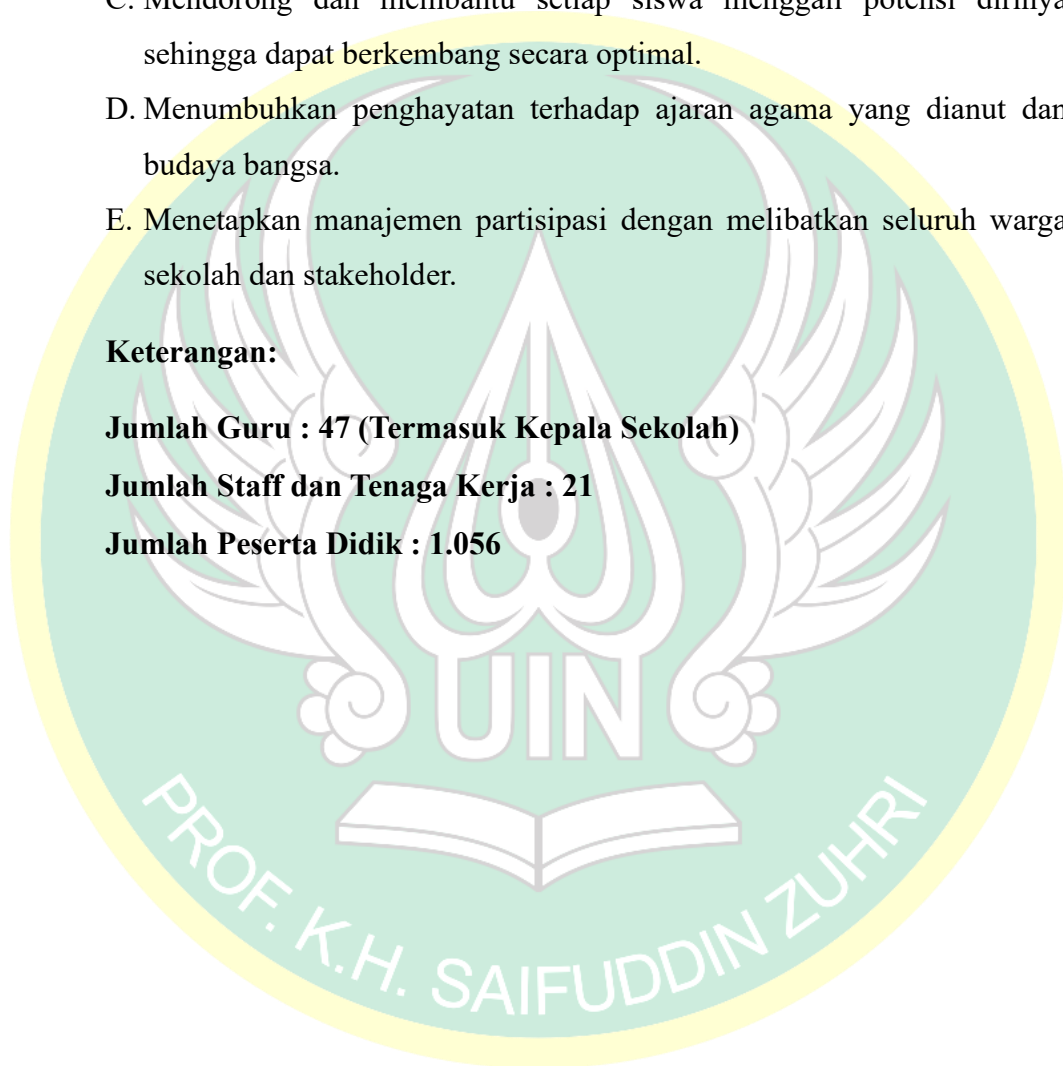 C. Mendorong dan membantu setiap siswa menggali potensi dirinya
sehingga dapat berkembang secara optimal.
D. Menumbuhkan penghayatan terhadap ajaran agama yang dianut dan
budaya bangsa.
E. Menetapkan manajemen partisipasi dengan melibatkan seluruh warga
sekolah dan stakeholder.
Keterangan:
Jumlah Guru : 47 (Termasuk Kepala Sekolah)
Jumlah Staff dan Tenaga Kerja : 21
Jumlah Peserta Didik : 1.056
UIN
PROF. K.H. SAIFUDDIN ZUHRI